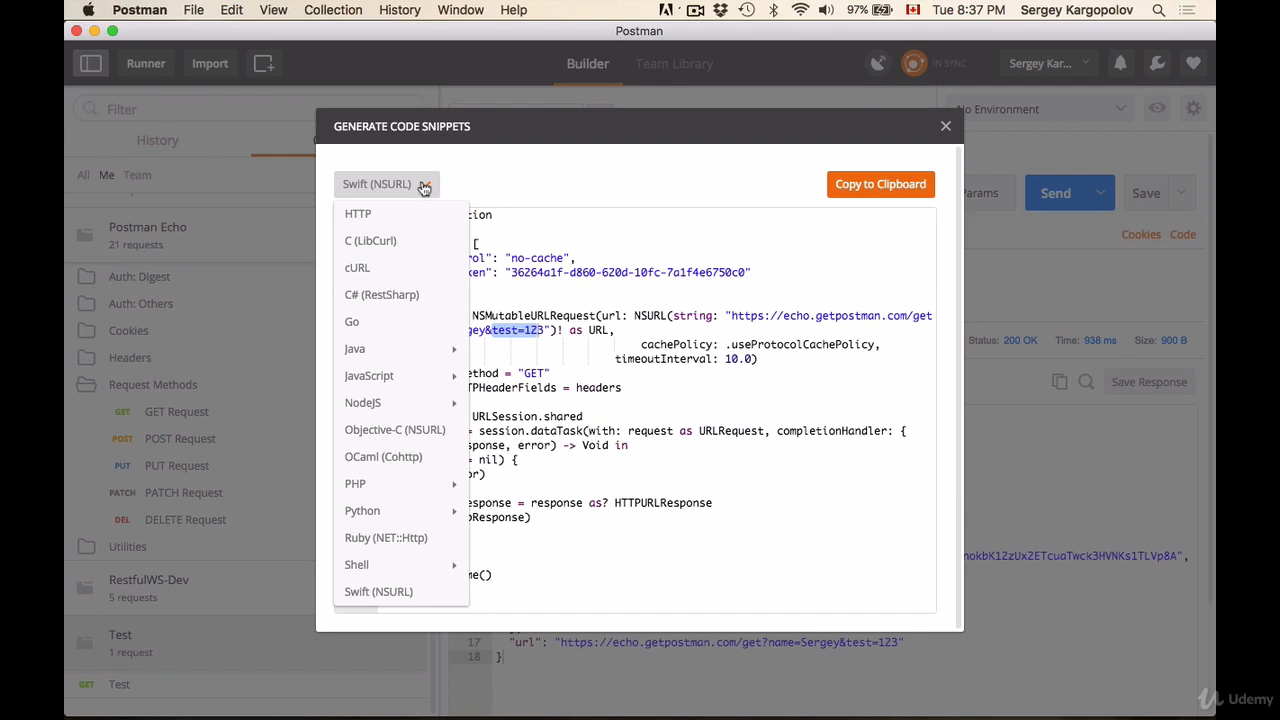 Postman File Edit View Collection History Window Help 97% Tue 8:37 PM Sergey Kargopolov
Postman
Runner Import Builder Team Library IN SYNC Sergey Kar...
Filter No Environment
GENERATE CODE SNIPPETS
History
All Me Team
Swift (NSURL) Copy to Clipboard
Params Send Save
Cookies Code
Postman Echo
21 requests
Auth: Digest
Auth: Others
Cookies
Headers
Request Methods
GET GET Request
POST POST Request
PUT PUT Request
PATCH PATCH Request
DEL DELETE Request
Utilities
RestfulWS-Dev
5 requests
Test
1 request
Test
HTTP
C (LibCurl)
cURL
C# (RestSharp)
Go
Java
JavaScript
NodeJS
Objective-C (NSURL)
OCaml (Cohttp)
PHP
Python
Ruby (NET::Http)
Shell
Swift (NSURL)
tion
[
rol": "no-cache",
ken": "36264a1f-d860-620d-10fc-7a1f4e6750c0"
NSMutableURLRequest(url: NSURL(string: "https://echo.getpostman.com/get
gey&test=123")! as URL,
cachePolicy: .useProtocolCachePolicy,
timeoutInterval: 10.0)
ethod = "GET"
TPHeaderFields = headers
URLSession.shared
= session.dataTask(with: request as URLRequest, completionHandler: {
sponse, error) -> Void in
= nil) {
or)
esponse = response as? HTTPURLResponse
pResponse)
me()
Status: 200 OK Time: 938 ms Size: 900 B
Save Response
nokbK12zUx2ETcuaTwck3HVNKs1TLVp8A",
17 "url": "https://echo.getpostman.com/get?name=Sergey&test=123"
18 }
Udemy